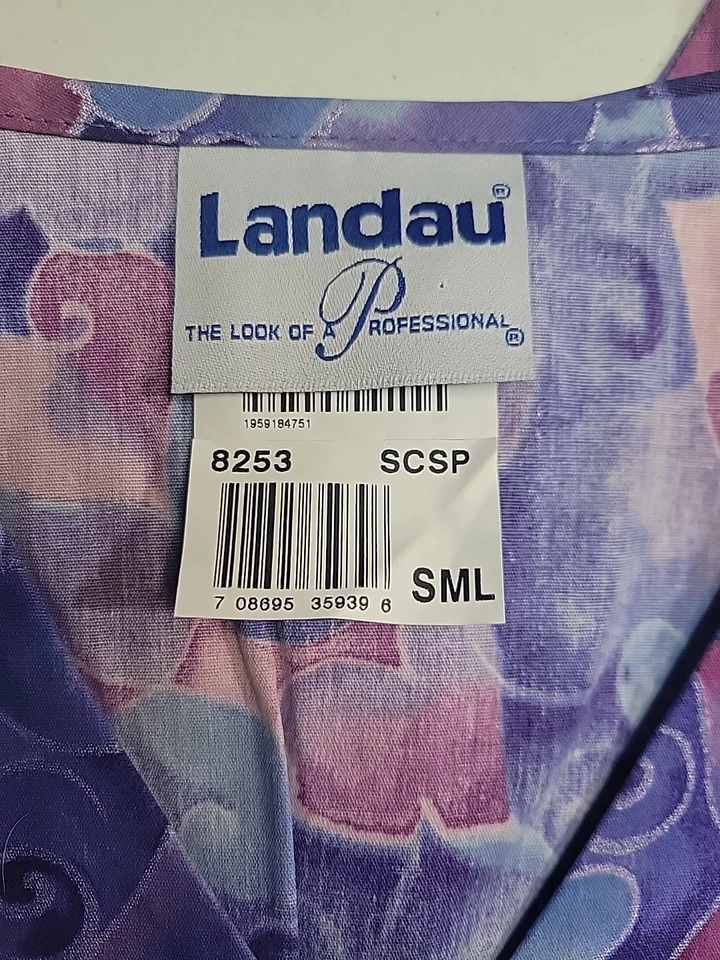 Landau®
THE LOOK OF A PROFESSIONAL®
1959184751
8253 SCSP
7 08695 35939 6
SML